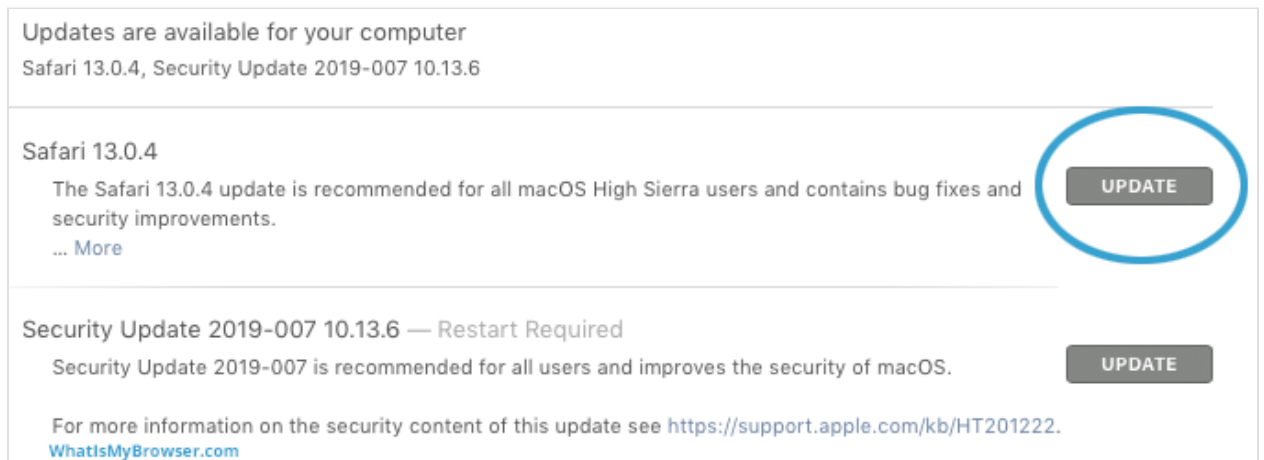 Updates are available for your computer
Safari 13.0.4, Security Update 2019-007 10.13.6
Safari 13.0.4
The Safari 13.0.4 update is recommended for all macOS High Sierra users and contains bug fixes and
security improvements.
... More
UPDATE
Security Update 2019-007 10.13.6 — Restart Required
Security Update 2019-007 is recommended for all users and improves the security of macOS.
UPDATE
For more information on the security content of this update see https://support.apple.com/kb/HT201222.
WhatIsMyBrowser.com